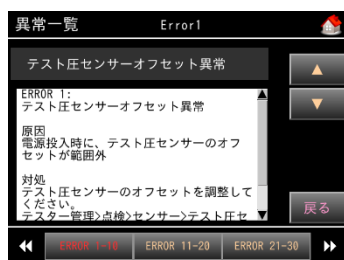 異常一覧 Error1
テスト圧センサーオフセット異常
ERROR 1:
テスト圧センサーオフセット異常
原因
電源投入時に、テスト圧センサーのオフ
セットが範囲外
対処
テスト圧センサーのオフセットを調整して
ください。
テスター管理>点検>センサー>テスト圧セ
戻る
ERROR 1-10 ERROR 11-20 ERROR 21-30